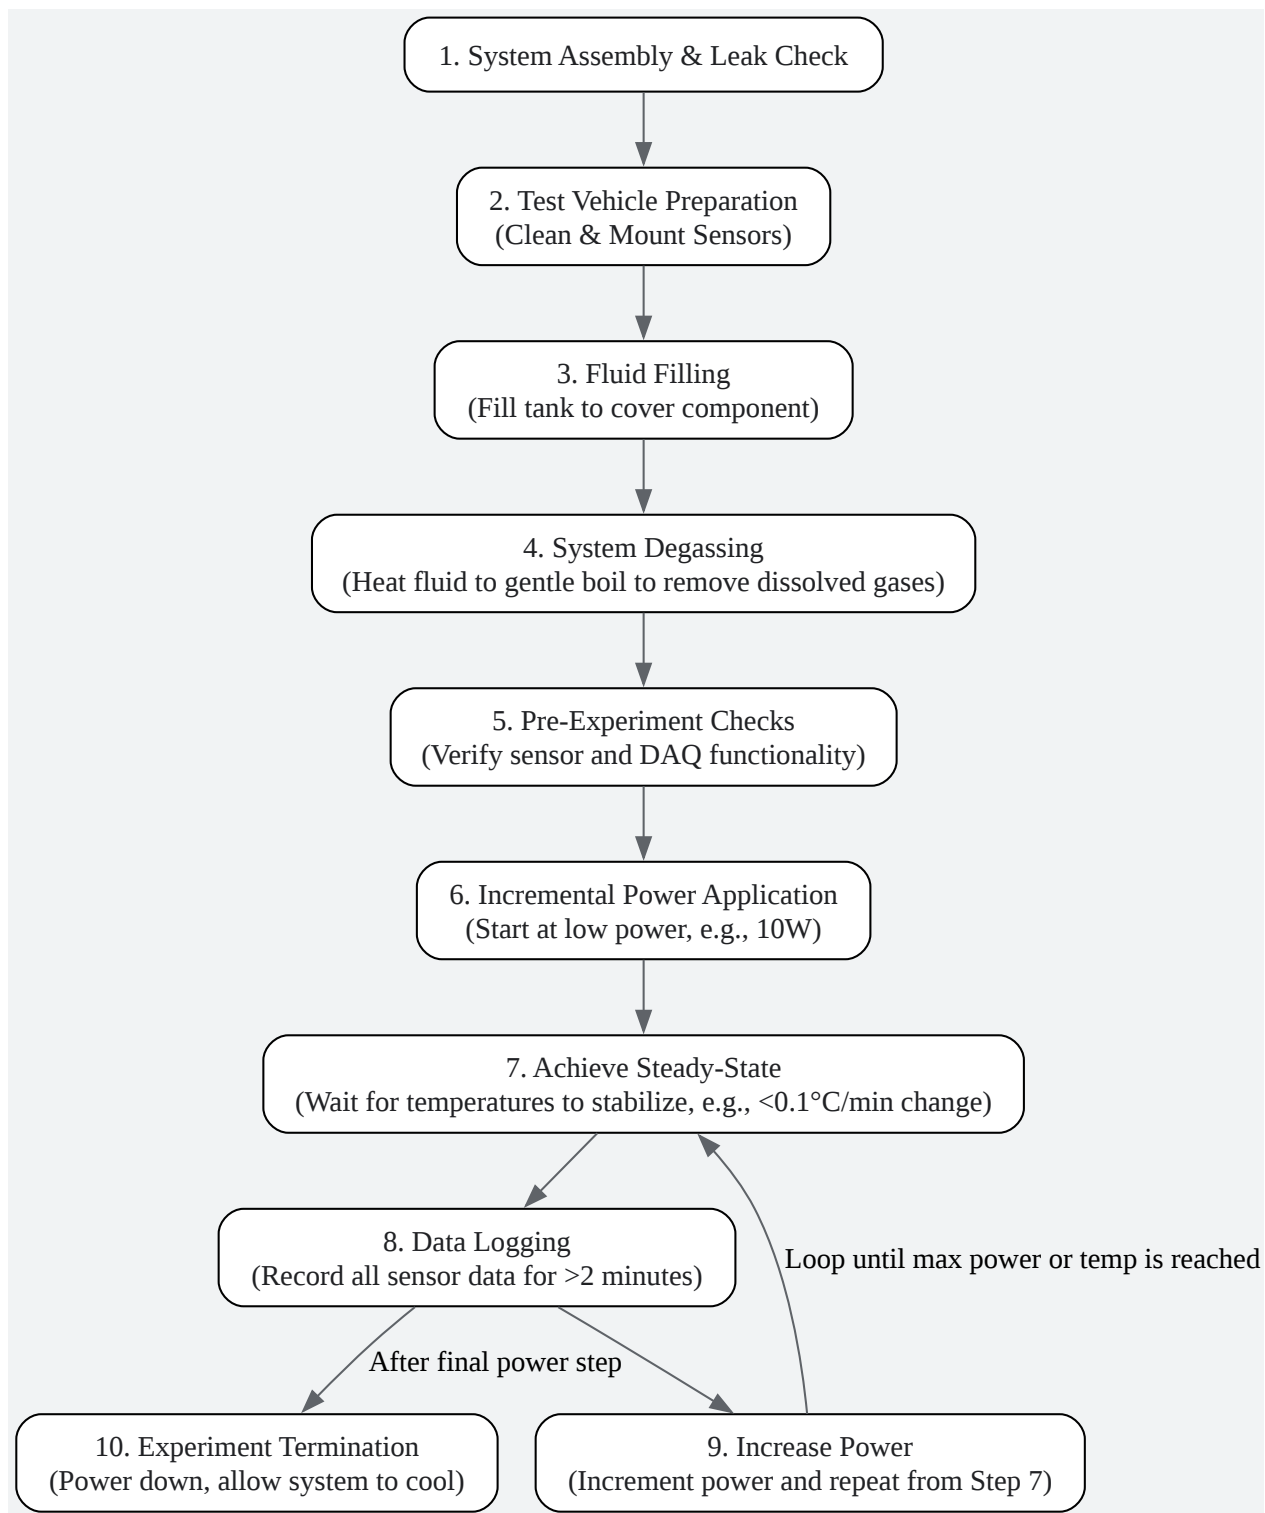 1. System Assembly & Leak Check
2. Test Vehicle Preparation
(Clean & Mount Sensors)
3. Fluid Filling
(Fill tank to cover component)
4. System Degassing
(Heat fluid to gentle boil to remove dissolved gases)
5. Pre-Experiment Checks
(Verify sensor and DAQ functionality)
6. Incremental Power Application
(Start at low power, e.g., 10W)
7. Achieve Steady-State
(Wait for temperatures to stabilize, e.g., <0.1°C/min change)
8. Data Logging
(Record all sensor data for >2 minutes)
Loop until max power or temp is reached
After final power step
10. Experiment Termination
(Power down, allow system to cool)
9. Increase Power
(Increment power and repeat from Step 7)